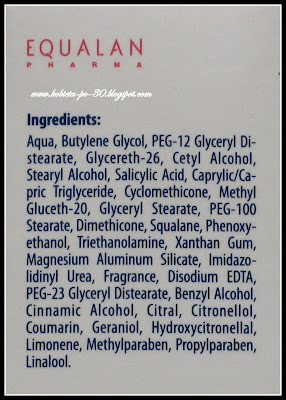 EQUALAN
PHARMA
www.kobieta-po-30.blogspot.com
Ingredients:
Aqua, Butylene Glycol, PEG-12 Glyceryl Di-
stearate, Glycereth-26, Cetyl Alcohol,
Stearyl Alcohol, Salicylic Acid, Caprylic/Ca-
pric Triglyceride, Cyclomethicone, Methyl
Gluceth-20, Glyceryl Stearate, PEG-100
Stearate, Dimethicone, Squalane, Phenoxy-
ethanol, Triethanolamine, Xanthan Gum,
Magnesium Aluminum Silicate, Imidazo-
lidinyl Urea, Fragrance, Disodium EDTA,
PEG-23 Glyceryl Distearate, Benzyl Alcohol,
Cinnamic Alcohol, Citral, Citronellol,
Coumarin, Geraniol, Hydroxycitronellal,
Limonene, Methylparaben, Propylparaben,
Linalool.